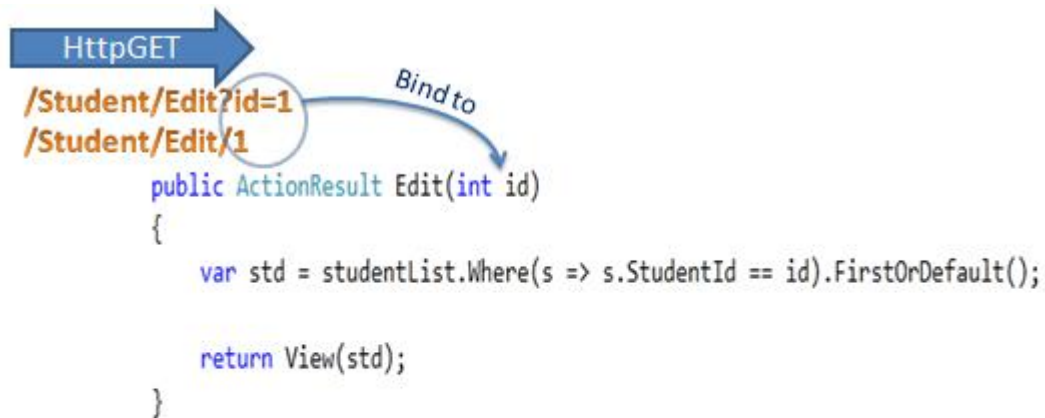 HttpGET
Bind to
/Student/Edit?id=1
/Student/Edit/1
public ActionResult Edit(int id)
{
var std = studentList.Where(s => s.StudentId == id).FirstOrDefault();
return View(std);
}